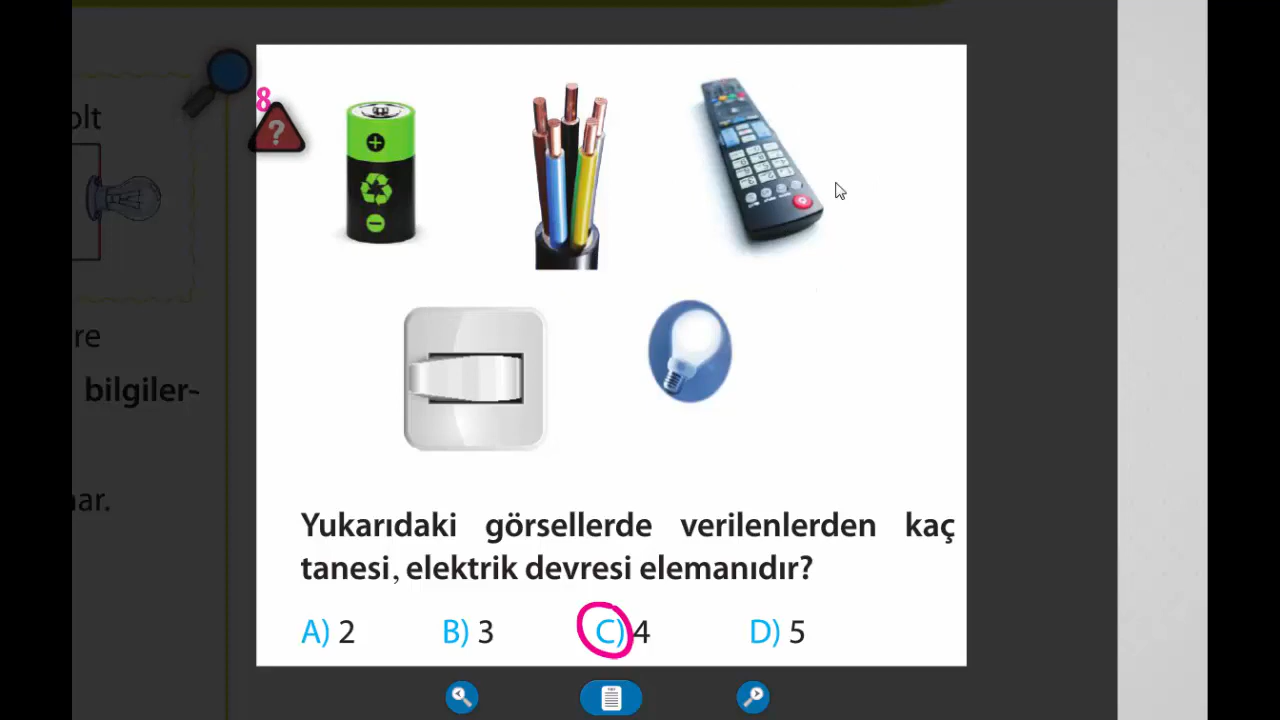 olt
re
bilgiler-
ar.
8
?
Yukarıdaki görsellerde verilenlerden kaç
tanesi, elektrik devresi elemanıdır?
A) 2 B) 3 C) 4 D) 5